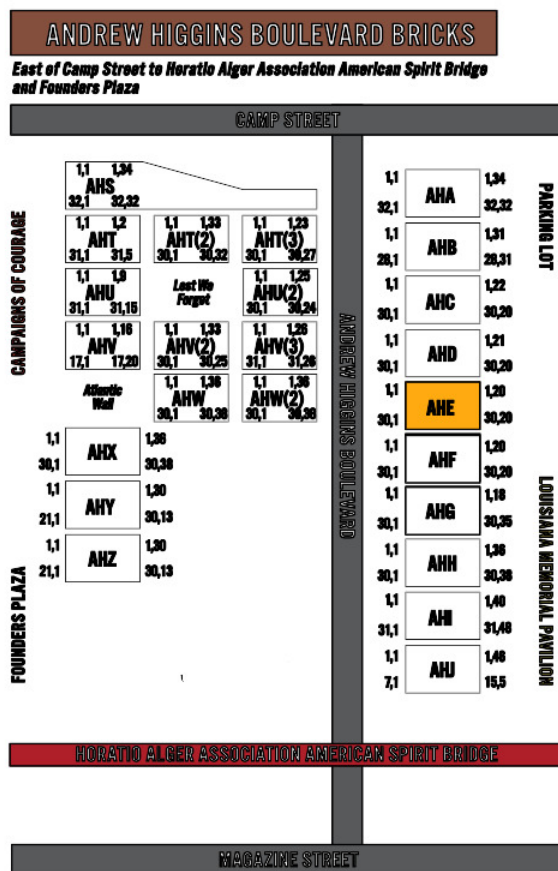 ANDREW HIGGINS BOULEVARD BRICKS
East of Camp Street to Horatio Alger Association American Spirit Bridge
and Founders Plaza
CAMP STREET
CAMPAIGNS OF COURAGE
FOUNDERS PLAZA
1,1 1,34
AHS
32,1 32,32
1,1 1,2
AHT
31,1 31,5
1,1 1,33
AHT(2)
30,1 30,32
1,1 1,23
AHT(3)
30,1 30,27
1,1 1,9
AHU
31,1 31,15
Lest We
Forget
1,1 1,25
AHU(2)
30,1 30,24
1,1 1,16
AHV
17,1 17,20
1,1 1,33
AHV(2)
30,1 30,25
1,1 1,26
AHV(3)
31,1 31,26
Atlantic
Wall
1,1 1,36
AHW
30,1 30,38
1,1 1,36
AHW(2)
30,1 30,38
1,1 1,36
AHX
30,1 30,38
1,1 1,30
AHY
21,1 30,13
1,1 1,30
AHZ
21,1 30,13
ANDREW HIGGINS BOULEVARD
1,1 1,34
AHA
32,1 32,32
1,1 1,31
AHB
28,1 28,31
1,1 1,22
AHC
30,1 30,20
1,1 1,21
AHD
30,1 30,20
1,1 1,20
AHE
30,1 30,20
1,1 1,20
AHF
30,1 30,20
1,1 1,18
AHG
30,1 30,35
1,1 1,36
AHH
30,1 30,38
1,1 1,40
AHI
31,1 31,48
1,1 1,48
AHJ
7,1 15,5
PARKING LOT
LOUISIANA MEMORIAL PAVILION
HORATIO ALGER ASSOCIATION AMERICAN SPIRIT BRIDGE
MAGAZINE STREET